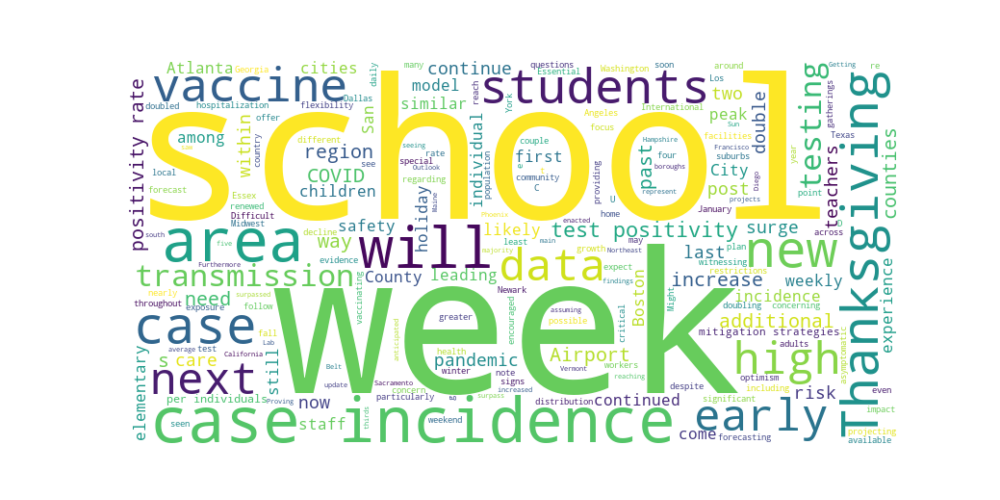 school
week
Thanksgiving
students
vaccine
area
will
new
data
case
case incidence
next
early
high
transmission
testing
test positivity
positivity rate
Atlanta
Georgia
cities
continue
many
questions
Essential
Washington
soon
around
Los
Getting
re
doubled
hospitalization
daily
flexibility
Dallas
offer
model
similar
reach
York
Angeles
International
focus
two
peak
gatherings
Sun
among
San
within
individual
region
different
country
rate
seeing
see
special
Outlook
COVID
children
couple
first
community
C
population
Hampshire
facilities
four
boroughs
past
City
suburbs
double
Francisco
Texas
year
point
Diego
post
represent
projects
teachers
counties
local
forecast
renewed
Essex
Difficult
Midwest
decline
safety
regarding
holiday
Maine
likely
Phoenix
providing
U
home
January
enacted
across
surge
way
evidence
five
south
Furthermore
nearly
throughout
exposure
need
follow
County
leading
vaccinating
majority
least
main
growth
expect
findings
may
Northeast
last
plan
restrictions
increase
weekly
witnessing
doubling
concerning
incidence
additional
mitigation strategies
experience
asymptomatic
Newark
assuming
possible
Might
Boston
encouraged
greater
critical
s
care
fall
surpassed
still
Lab
average
test
California
Belt
update
Proving
elementary
per individuals
now
staff
seen
anticipated
pandemic
health
winter
note
signs
concern
particularly
Sacramento
increased
surpass
Airport
Vermont
workers
reaching
adults
optimism
risk
despite
including
significant
continued
distribution
weekend
thirds
come
forecasting
even
impact
projecting
available